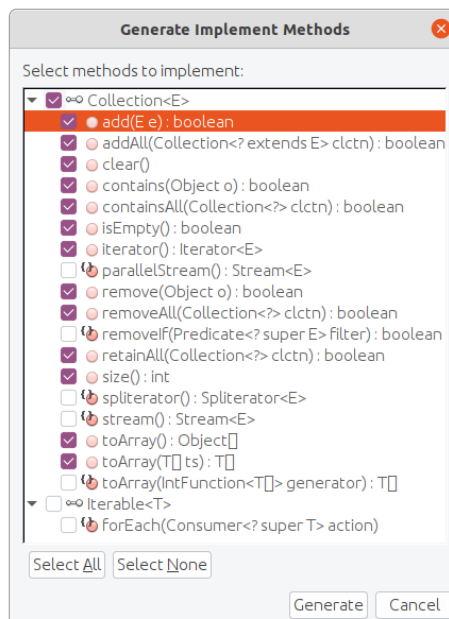 Generate Implement Methods
Select methods to implement:
Collection<E>
add(E e) : boolean
addAll(Collection<? extends E> clctn) : boolean
clear()
contains(Object o) : boolean
containsAll(Collection<?> clctn) : boolean
isEmpty() : boolean
iterator() : Iterator<E>
parallelStream() : Stream<E>
remove(Object o) : boolean
removeAll(Collection<?> clctn) : boolean
removeIf(Predicate<? super E> filter) : boolean
retainAll(Collection<?> clctn) : boolean
size() : int
spliterator() : Spliterator<E>
stream() : Stream<E>
toArray() : Object[]
toArray(T[] ts) : T[]
toArray(IntFunction<T[]> generator) : T[]
Iterable<T>
forEach(Consumer<? super T> action)
Select All Select None
Generate Cancel